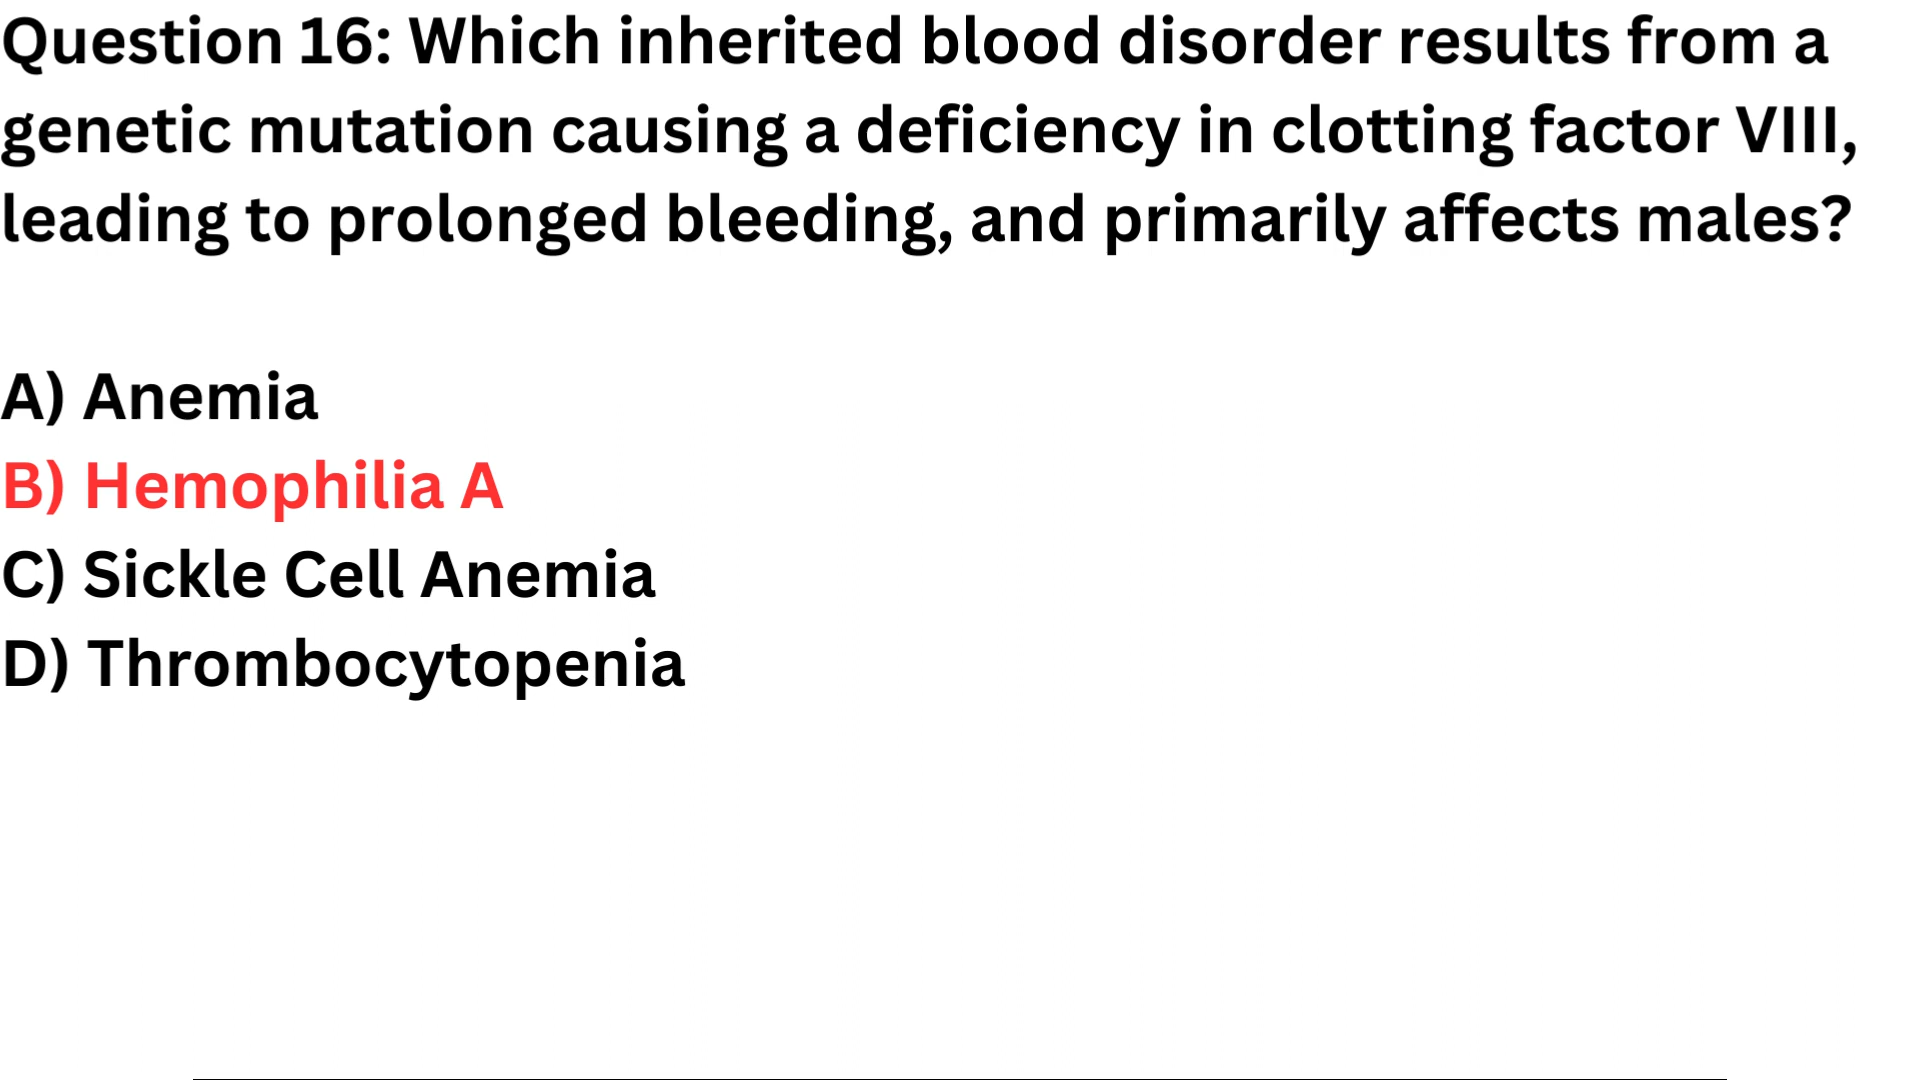 Question 16: Which inherited blood disorder results from a
genetic mutation causing a deficiency in clotting factor VIII,
leading to prolonged bleeding, and primarily affects males?
A) Anemia
B) Hemophilia A
C) Sickle Cell Anemia
D) Thrombocytopenia